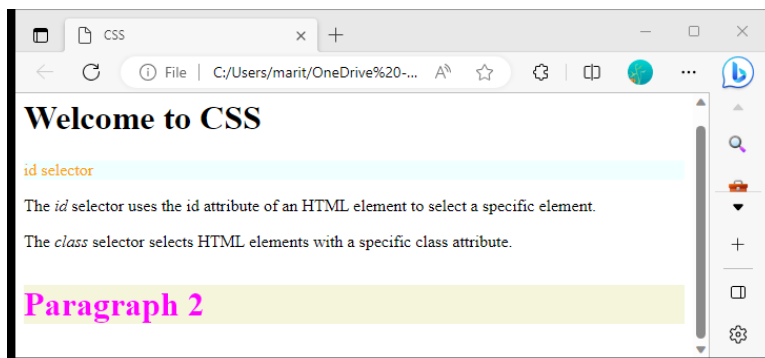 CSS
File
C:/Users/marit/OneDrive%20-...
Welcome to CSS
id selector
The id selector uses the id attribute of an HTML element to select a specific element.
The class selector selects HTML elements with a specific class attribute.
Paragraph 2